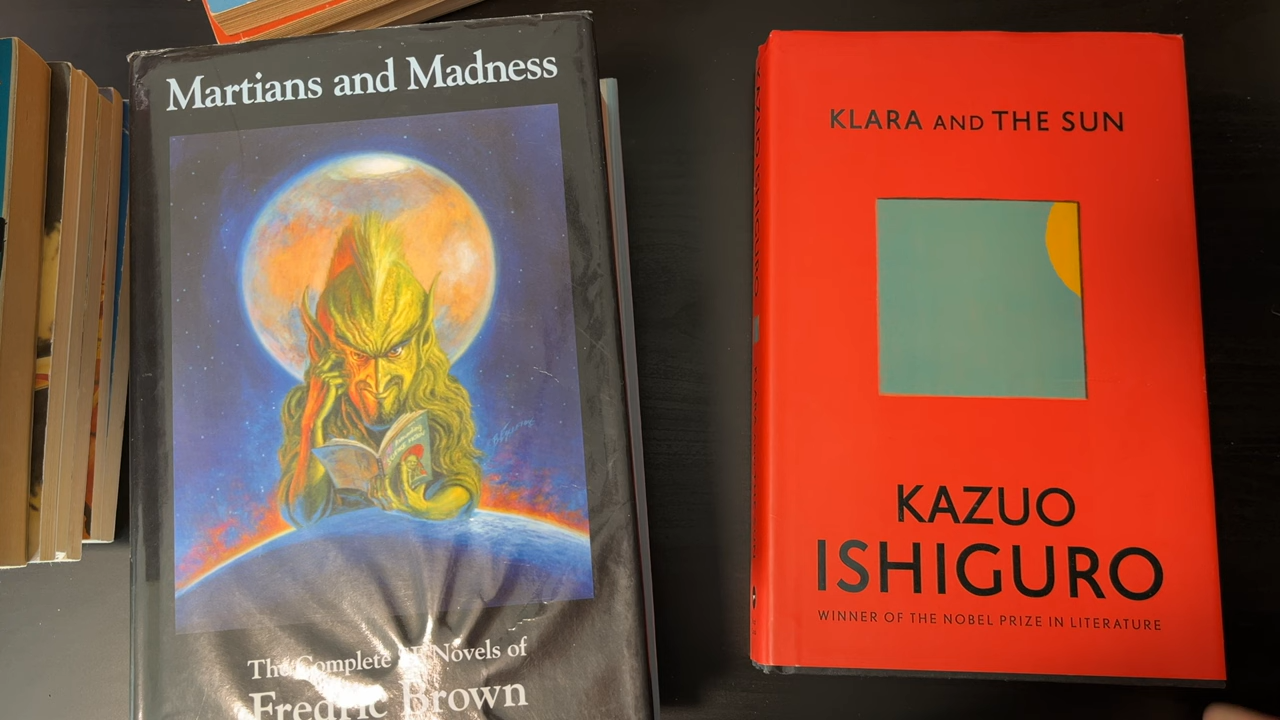 Martians and Madness
The Complete SF Novels of
Fredric Brown
KLARA AND THE SUN
KAZUO
ISHIGURO
WINNER OF THE NOBEL PRIZE IN LITERATURE